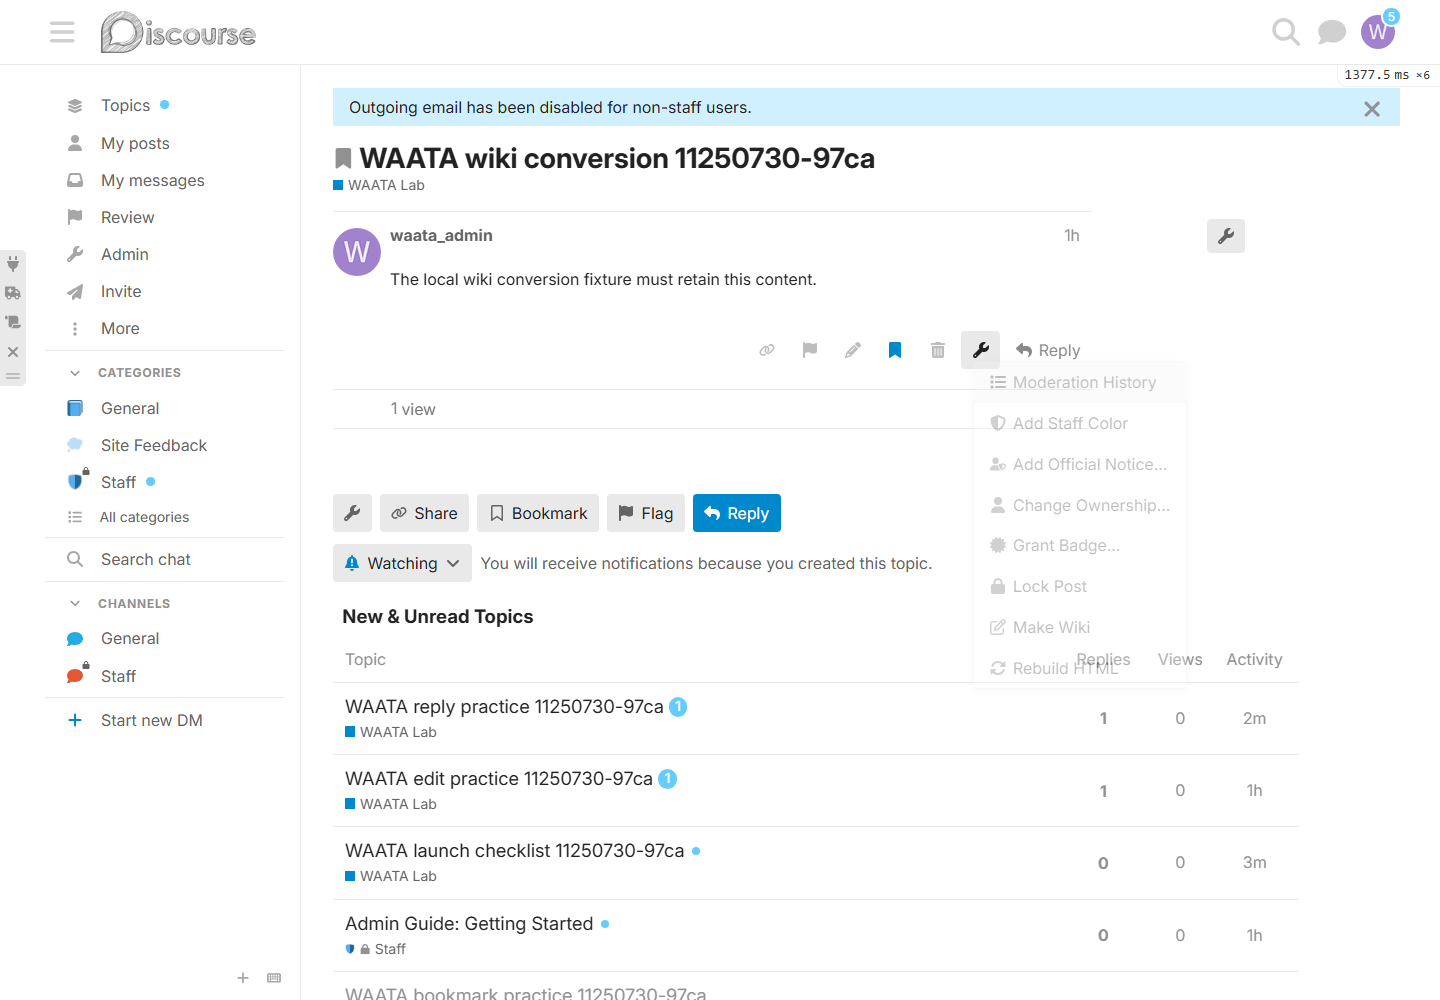 Discourse
W
5
1377.5 ms ×6
Topics
My posts
My messages
Review
Admin
Invite
More
CATEGORIES
General
Site Feedback
Staff
All categories
Search chat
CHANNELS
General
Staff
Start new DM
Outgoing email has been disabled for non-staff users.
WAATA wiki conversion 11250730-97ca
WAATA Lab
W
waata_admin
1h
The local wiki conversion fixture must retain this content.
Reply
1 view
Moderation History
Add Staff Color
Add Official Notice...
Change Ownership...
Grant Badge...
Lock Post
Make Wiki
Rebuild HTML
Share
Bookmark
Flag
Reply
Watching
You will receive notifications because you created this topic.
New & Unread Topics
Topic
Replies
Views
Activity
WAATA reply practice 11250730-97ca 1
WAATA Lab
1
0
2m
WAATA edit practice 11250730-97ca 1
WAATA Lab
1
0
1h
WAATA launch checklist 11250730-97ca
WAATA Lab
0
0
3m
Admin Guide: Getting Started
Staff
0
0
1h
WAATA bookmark practice 11250730-97ca